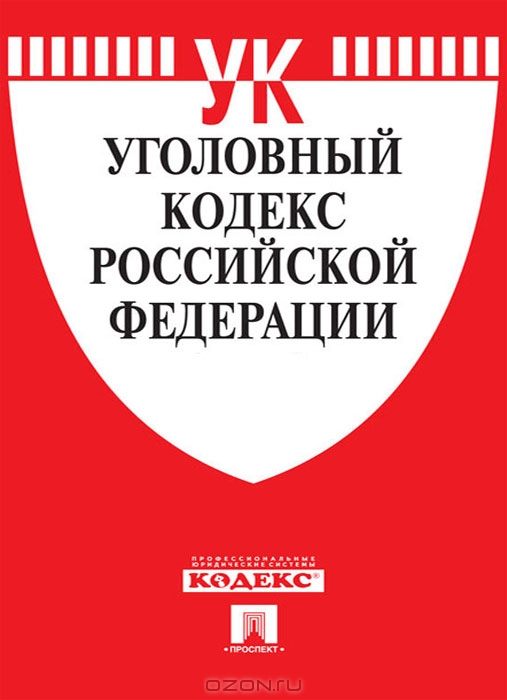 УК
УГОЛОВНЫЙ
КОДЕКС
РОССИЙСКОЙ
ФЕДЕРАЦИИ
ПРОФЕССИОНАЛЬНЫЕ
ЮРИДИЧЕСКИЕ СИСТЕМЫ
КОДЕКС®
• ПРОСПЕКТ •
OZON.RU